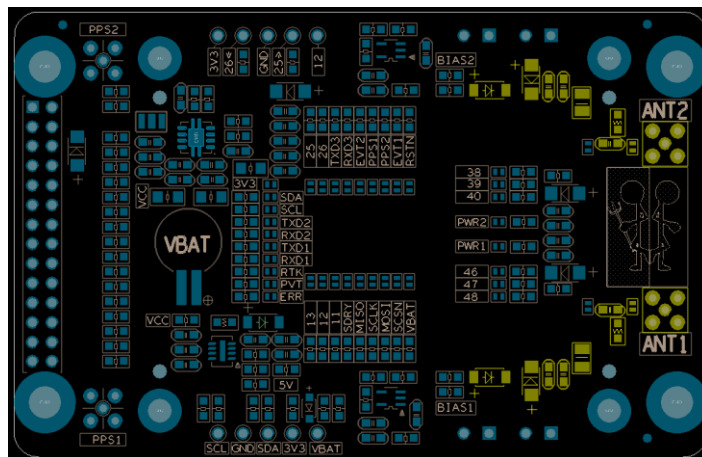 PPS2
3V3
26
GND
25
12
BIAS2
ANT2
25
26
TXD3
RXD3
EVT2
PPS1
PPS2
EVT1
RSTN
VCC
3V3
SDA
SCL
TXD2
RXD2
TXD1
RXD1
RTK
PVT
ERR
VBAT
38
39
40
PWR2
PWR1
46
47
48
VCC
13
12
11
SDRY
MISO
SCLK
MOSI
SCSN
VBAT
5V
ANT1
BIAS1
PPS1
SCL
GND
SDA
3V3
VBAT